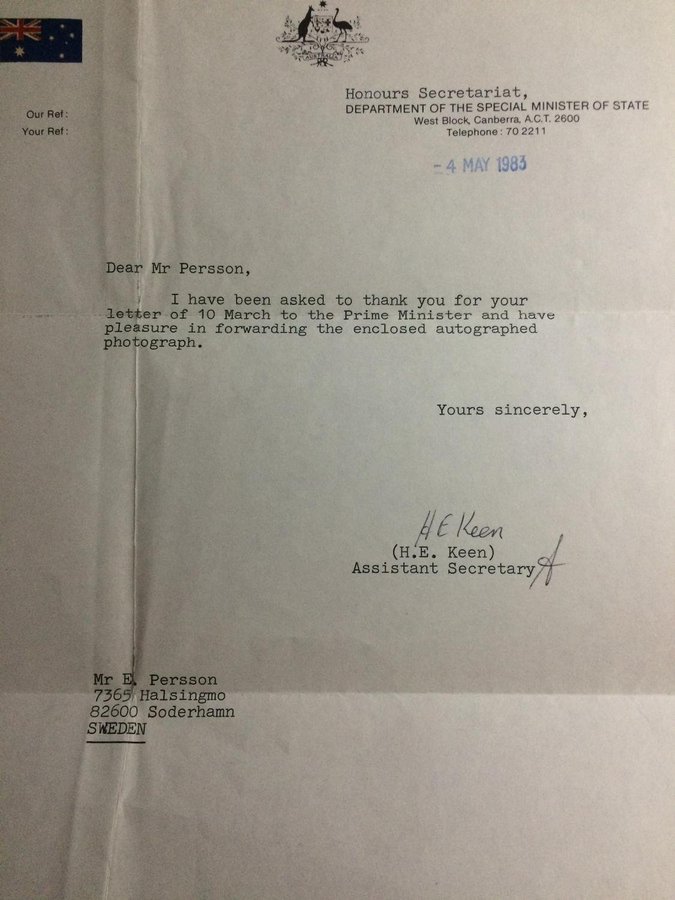 AUSTRALIA
Our Ref:
Your Ref:
Honours Secretariat,
DEPARTMENT OF THE SPECIAL MINISTER OF STATE
West Block, Canberra, A.C.T. 2600
Telephone: 70 2211
- 4 MAY 1983
Dear Mr Persson,
I have been asked to thank you for your
letter of 10 March to the Prime Minister and have
pleasure in forwarding the enclosed autographed
photograph.
Yours sincerely,
H E Keen
(H.E. Keen)
Assistant Secretary
Mr E. Persson
7365 Halsingmo
82600 Soderhamn
SWEDEN